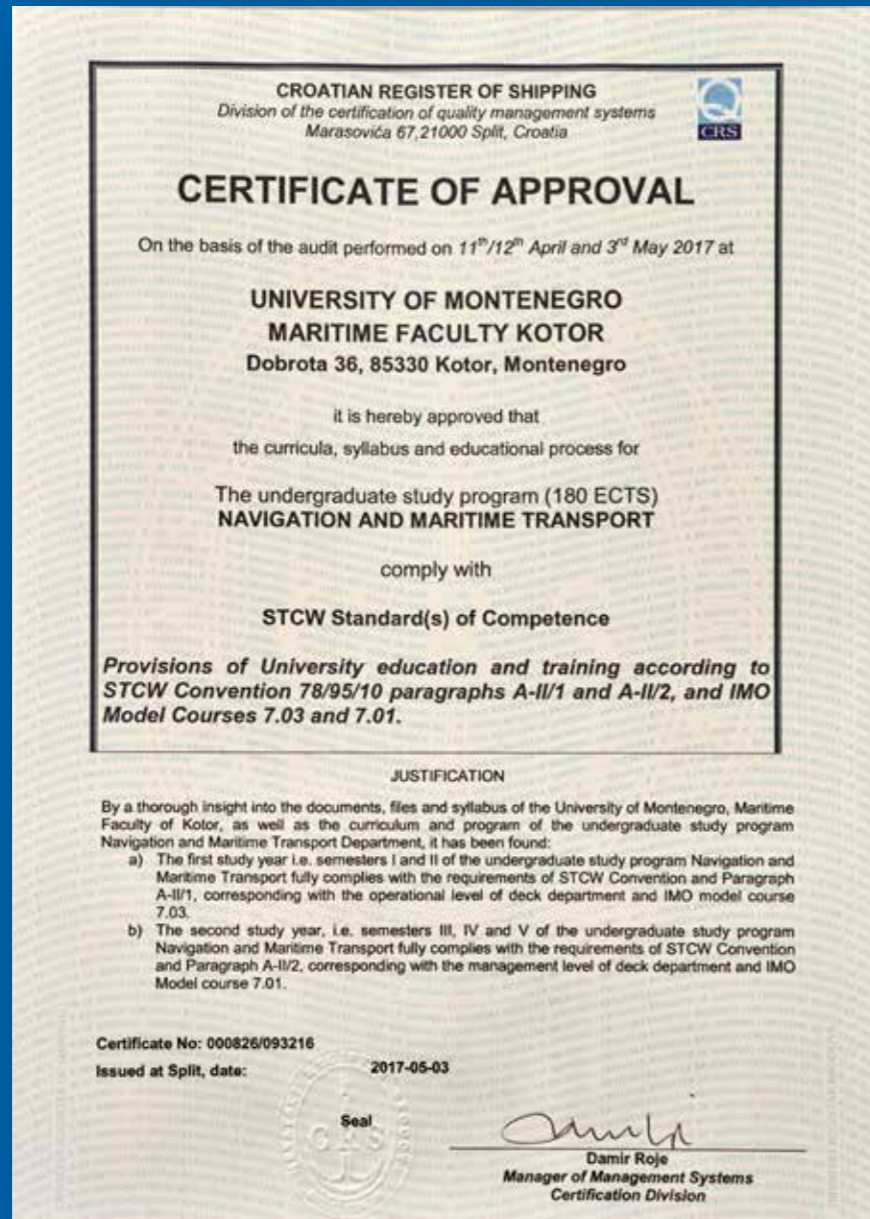 CROATIAN REGISTER OF SHIPPING
Division of the certification of quality management systems
Marasovića 67,21000 Split, Croatia
CRS
CERTIFICATE OF APPROVAL
On the basis of the audit performed on 11th/12th April and 3rd May 2017 at
UNIVERSITY OF MONTENEGRO
MARITIME FACULTY KOTOR
Dobrota 36, 85330 Kotor, Montenegro
it is hereby approved that
the curricula, syllabus and educational process for
The undergraduate study program (180 ECTS)
NAVIGATION AND MARITIME TRANSPORT
comply with
STCW Standard(s) of Competence
Provisions of University education and training according to
STCW Convention 78/95/10 paragraphs A-II/1 and A-II/2, and IMO
Model Courses 7.03 and 7.01.
JUSTIFICATION
By a thorough insight into the documents, files and syllabus of the University of Montenegro, Maritime
Faculty of Kotor, as well as the curriculum and program of the undergraduate study program
Navigation and Maritime Transport Department, it has been found:
a) The first study year i.e. semesters I and II of the undergraduate study program Navigation and
Maritime Transport fully complies with the requirements of STCW Convention and Paragraph
A-II/1, corresponding with the operational level of deck department and IMO model course
7.03.
b) The second study year, i.e. semesters III, IV and V of the undergraduate study program
Navigation and Maritime Transport fully complies with the requirements of STCW Convention
and Paragraph A-II/2, corresponding with the management level of deck department and IMO
Model course 7.01.
Certificate No: 000826/093216
Issued at Split, date: 2017-05-03
Seal
CRS
Damir Roje
Manager of Management Systems
Certification Division